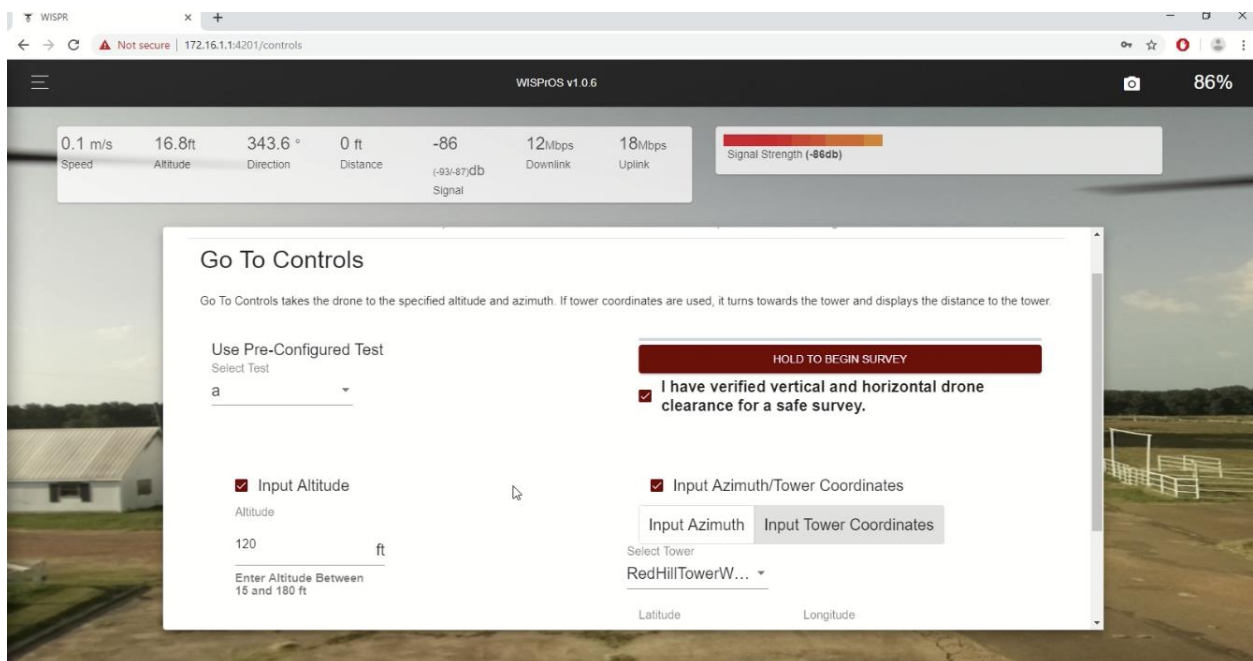 WISPR
Not secure | 172.16.1.1:4201/controls
WISPrOS v1.0.6
86%
0.1 m/s 16.8ft 343.6 ° 0 ft -86 12Mbps 18Mbps
Speed Altitude Direction Distance (-93/-87)db Downlink Uplink
Signal
Signal Strength (-86db)
Go To Controls
Go To Controls takes the drone to the specified altitude and azimuth. If tower coordinates are used, it turns towards the tower and displays the distance to the tower.
Use Pre-Configured Test
Select Test
a
HOLD TO BEGIN SURVEY
I have verified vertical and horizontal drone
clearance for a safe survey.
Input Altitude
Altitude
120 ft
Enter Altitude Between
15 and 180 ft
Input Azimuth/Tower Coordinates
Input Azimuth Input Tower Coordinates
Select Tower
RedHillTowerW...
Latitude Longitude